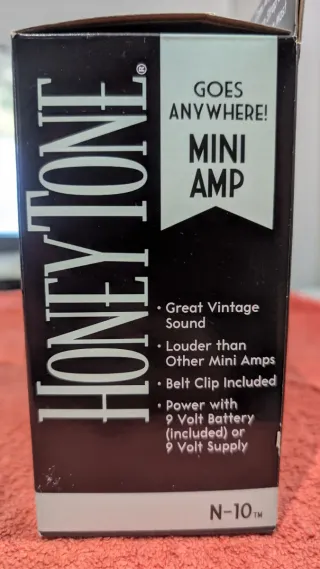 HONEYTONE®
GOES
ANYWHERE!
MINI
AMP
· Great Vintage
Sound
· Louder than
Other Mini Amps
· Belt Clip Included
· Power with
9 Volt Battery
(included) or
9 Volt Supply
N-10™